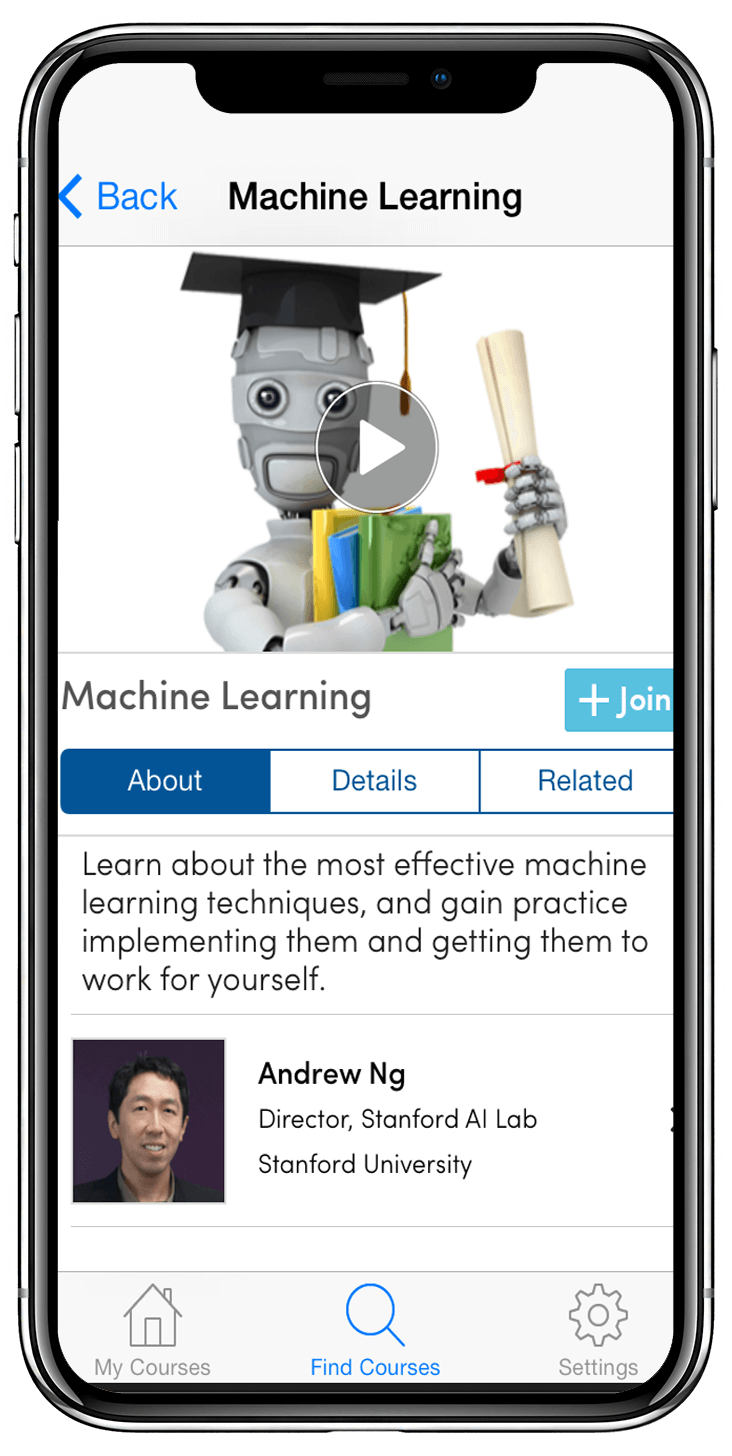 Back
Machine Learning
Machine Learning
+ Join
About
Details
Related
Learn about the most effective machine
learning techniques, and gain practice
implementing them and getting them to
work for yourself.
Andrew Ng
Director, Stanford AI Lab
Stanford University
My Courses
Find Courses
Settings